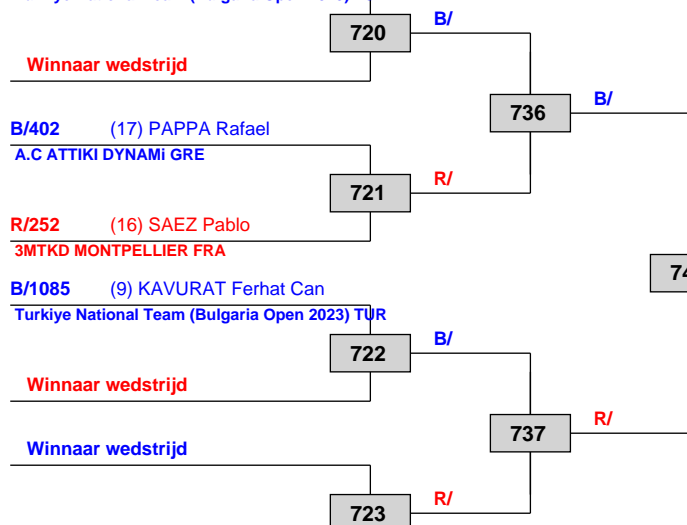 720 B/
Winnaar wedstrijd
736 B/
B/402 (17) PAPPA Rafael
A.C ATTIKI DYNAMi GRE
721 R/
R/252 (16) SAEZ Pablo
3MTKD MONTPELLIER FRA
B/1085 (9) KAVURAT Ferhat Can
Turkiye National Team (Bulgaria Open 2023) TUR
722 B/
Winnaar wedstrijd
737 R/
Winnaar wedstrijd
723 R/